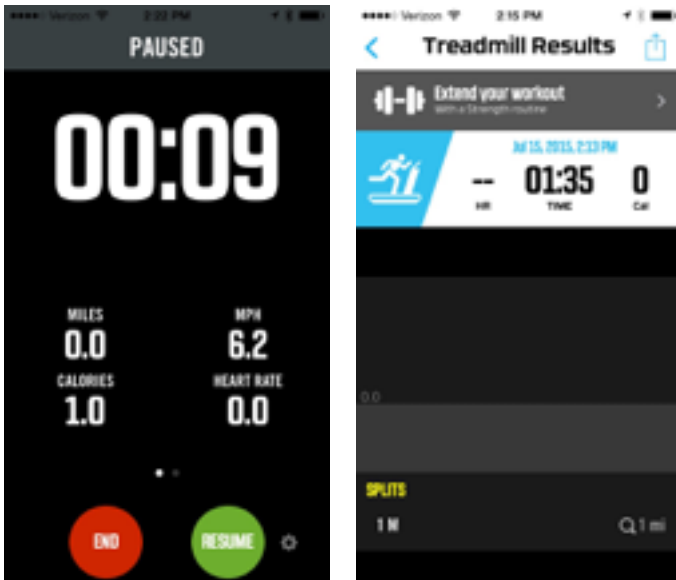 Verizon 2:22 PM
PAUSED
00:09
MILES MPH
0.0 6.2
CALORIES HEART RATE
1.0 0.0
END RESUME
Verizon 2:15 PM
Treadmill Results
Extend your workout
With a Strength routine
Jul 15, 2015, 2:13 PM
-- 01:35 0
HR TIME Cal
0.0
SPLITS
1 M 1 mi